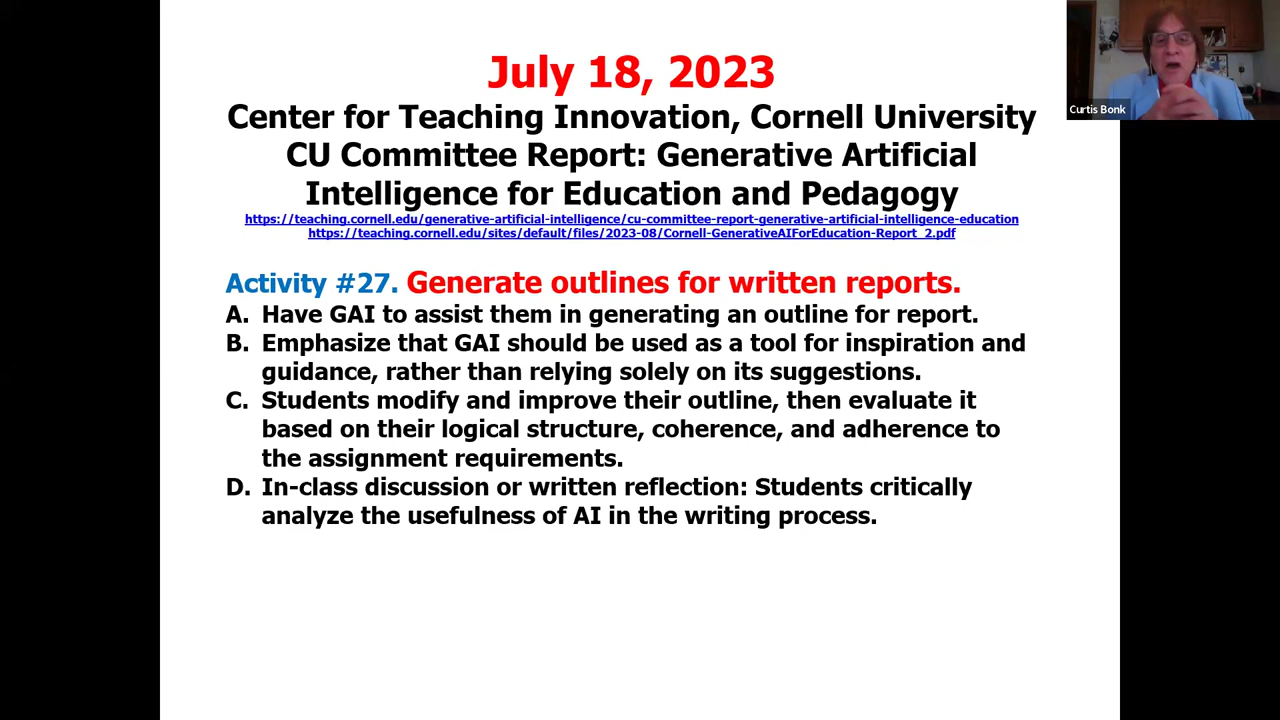 July 18, 2023
Center for Teaching Innovation, Cornell University
CU Committee Report: Generative Artificial
Intelligence for Education and Pedagogy
https://teaching.cornell.edu/generative-artificial-intelligence/cu-committee-report-generative-artificial-intelligence-education
https://teaching.cornell.edu/sites/default/files/2023-08/Cornell-GenerativeAIForEducation-Report_2.pdf
Activity #27. Generate outlines for written reports.
A. Have GAI to assist them in generating an outline for report.
B. Emphasize that GAI should be used as a tool for inspiration and
guidance, rather than relying solely on its suggestions.
C. Students modify and improve their outline, then evaluate it
based on their logical structure, coherence, and adherence to
the assignment requirements.
D. In-class discussion or written reflection: Students critically
analyze the usefulness of AI in the writing process.
Curtis Bonk